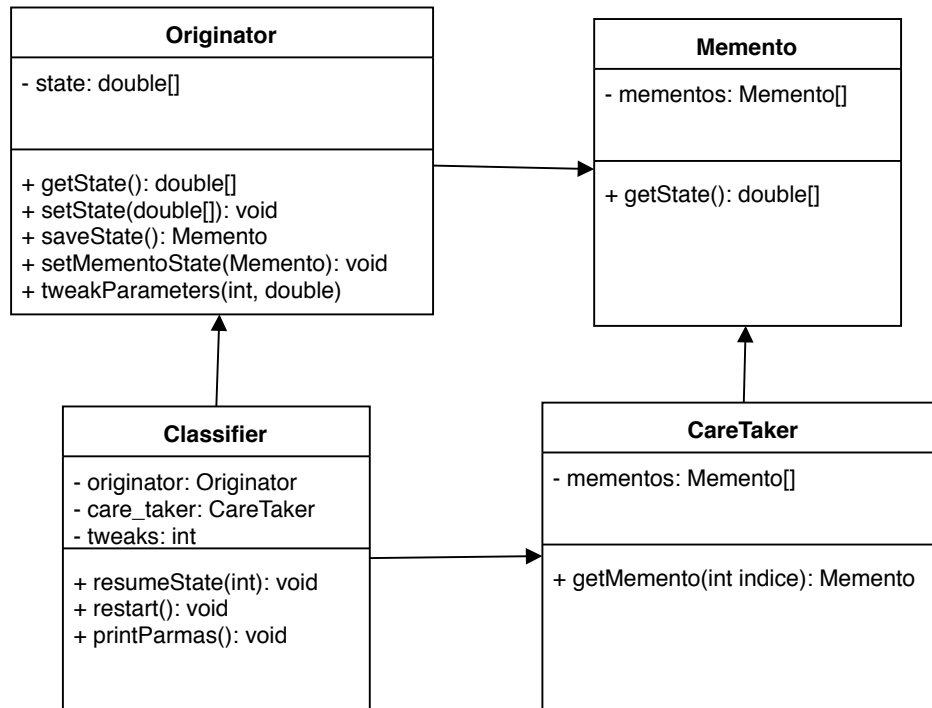 Originator
- state: double[]
+ getState(): double[]
+ setState(double[]): void
+ saveState(): Memento
+ setMementoState(Memento): void
+ tweakParameters(int, double)
Memento
- mementos: Memento[]
+ getState(): double[]
Classifier
- originator: Originator
- care_taker: CareTaker
- tweaks: int
+ resumeState(int): void
+ restart(): void
+ printParmas(): void
CareTaker
- mementos: Memento[]
+ getMemento(int indice): Memento